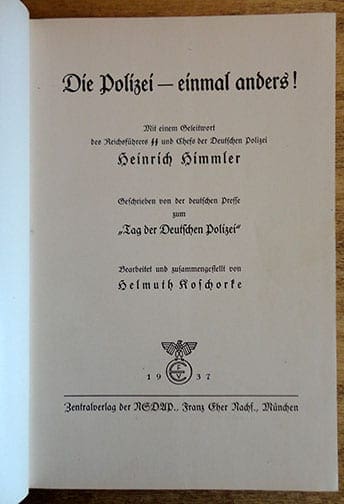 Die Polizei — einmal anders!
Mit einem Geleitwort
des Reichsführers SS und Chefs der Deutschen Polizei
Heinrich Himmler
Geschrieben von der deutschen Presse
zum
„Tag der Deutschen Polizei“
Bearbeitet und zusammengestellt von
Helmuth Koschorke
1937
Zentralverlag der NSDAP., Franz Eher Nachf., München